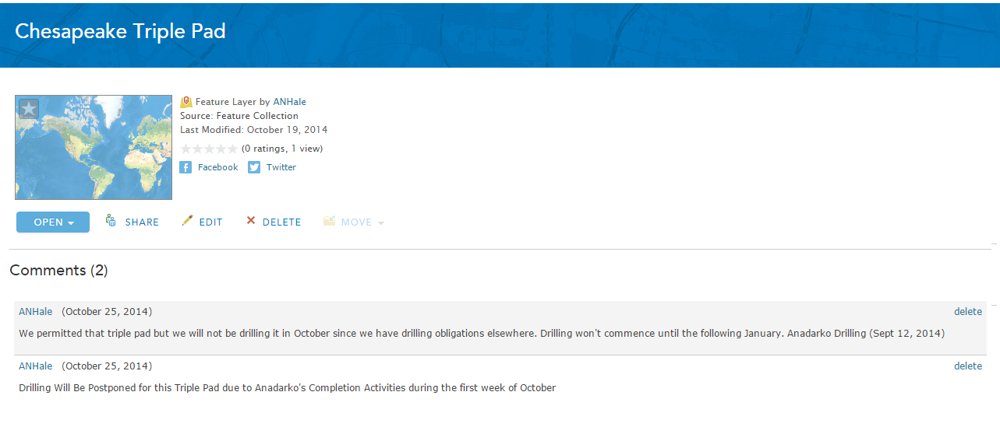 Chesapeake Triple Pad
Feature Layer by ANHale
Source: Feature Collection
Last Modified: October 19, 2014
(0 ratings, 1 view)
Facebook Twitter
OPEN SHARE EDIT DELETE MOVE
Comments (2)
ANHale (October 25, 2014) delete
We permitted that triple pad but we will not be drilling it in October since we have drilling obligations elsewhere. Drilling won't commence until the following January. Anadarko Drilling (Sept 12, 2014)
ANHale (October 25, 2014) delete
Drilling Will Be Postponed for this Triple Pad due to Anadarko's Completion Activities during the first week of October